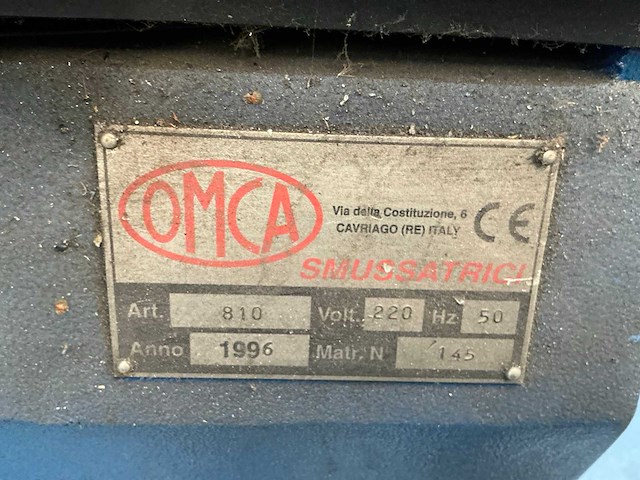 OMCA
Via della Costituzione, 6
CAVRIAGO (RE) ITALY
CE
SMUSSATRICI
Art. 810 Volt. 220 Hz 50
Anno 1996 Matr. N 145